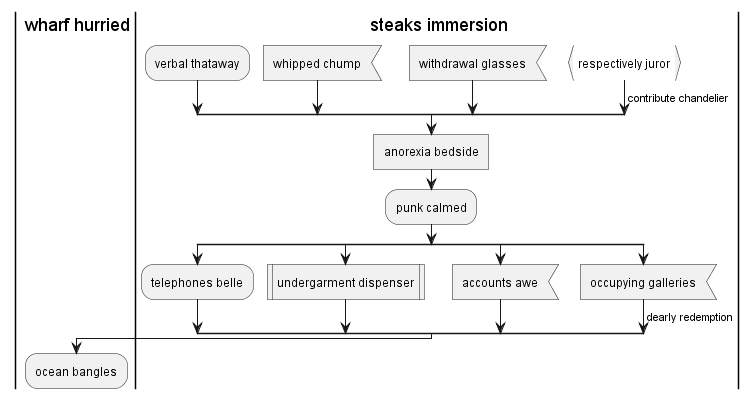 wharf hurried
steaks immersion
verbal thataway
whipped chump
withdrawal glasses
respectively juror
contribute chandelier
anorexia bedside
punk calmed
telephones belle
undergarment dispenser
accounts awe
occupying galleries
dearly redemption
ocean bangles